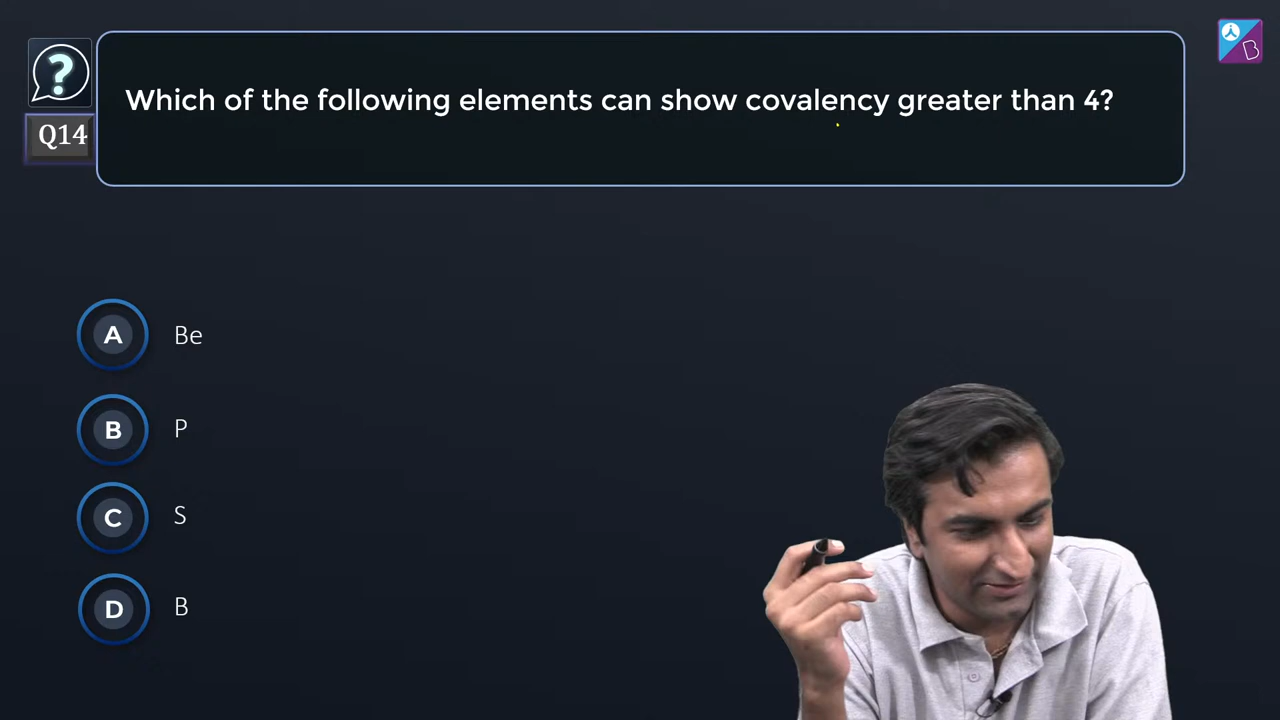 ?
Which of the following elements can show covalency greater than 4?
Q14
A Be
B P
C S
D B
B